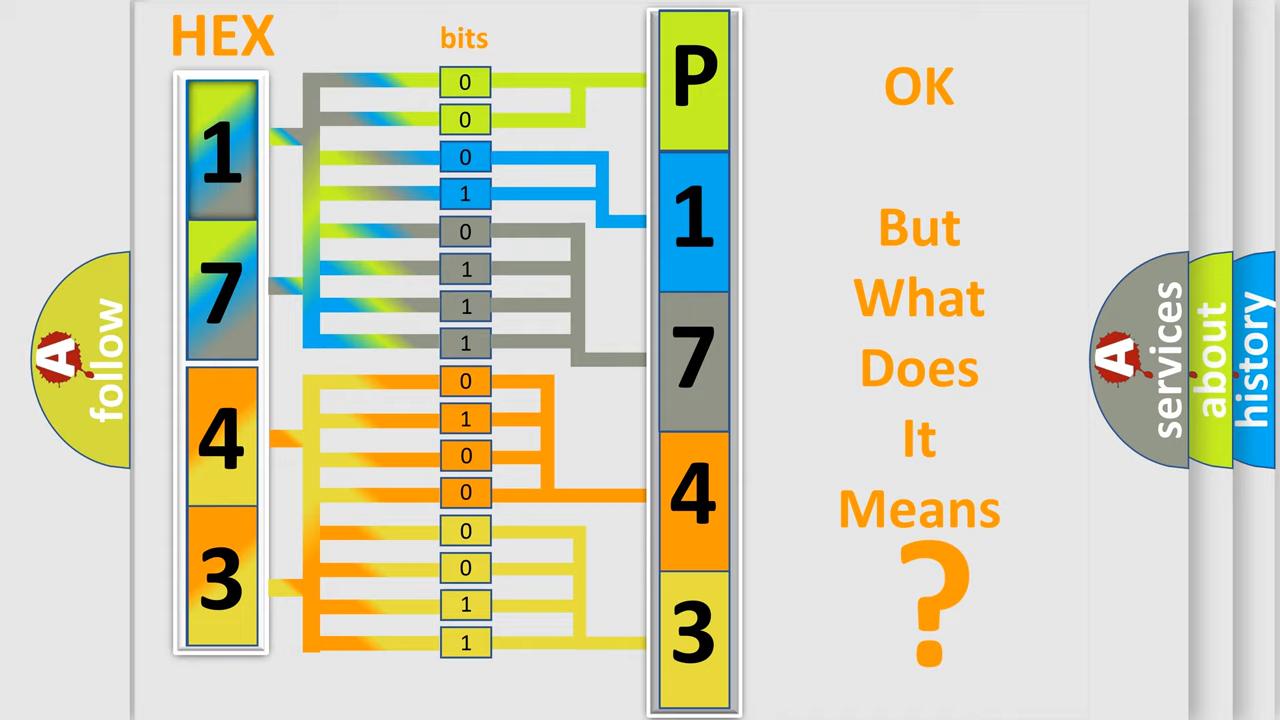 HEX
bits
1
7
4
3
0
0
0
1
0
1
1
1
0
1
0
0
0
0
1
1
P
1
7
4
3
OK
But
What
Does
It
Means
?
A
follow
A
services
about
history